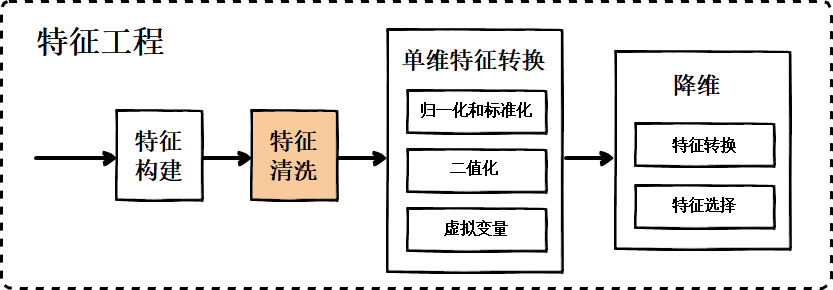 特征工程
特征
构建
特征
清洗
单维特征转换
归一化和标准化
二值化
虚拟变量
降维
特征转换
特征选择